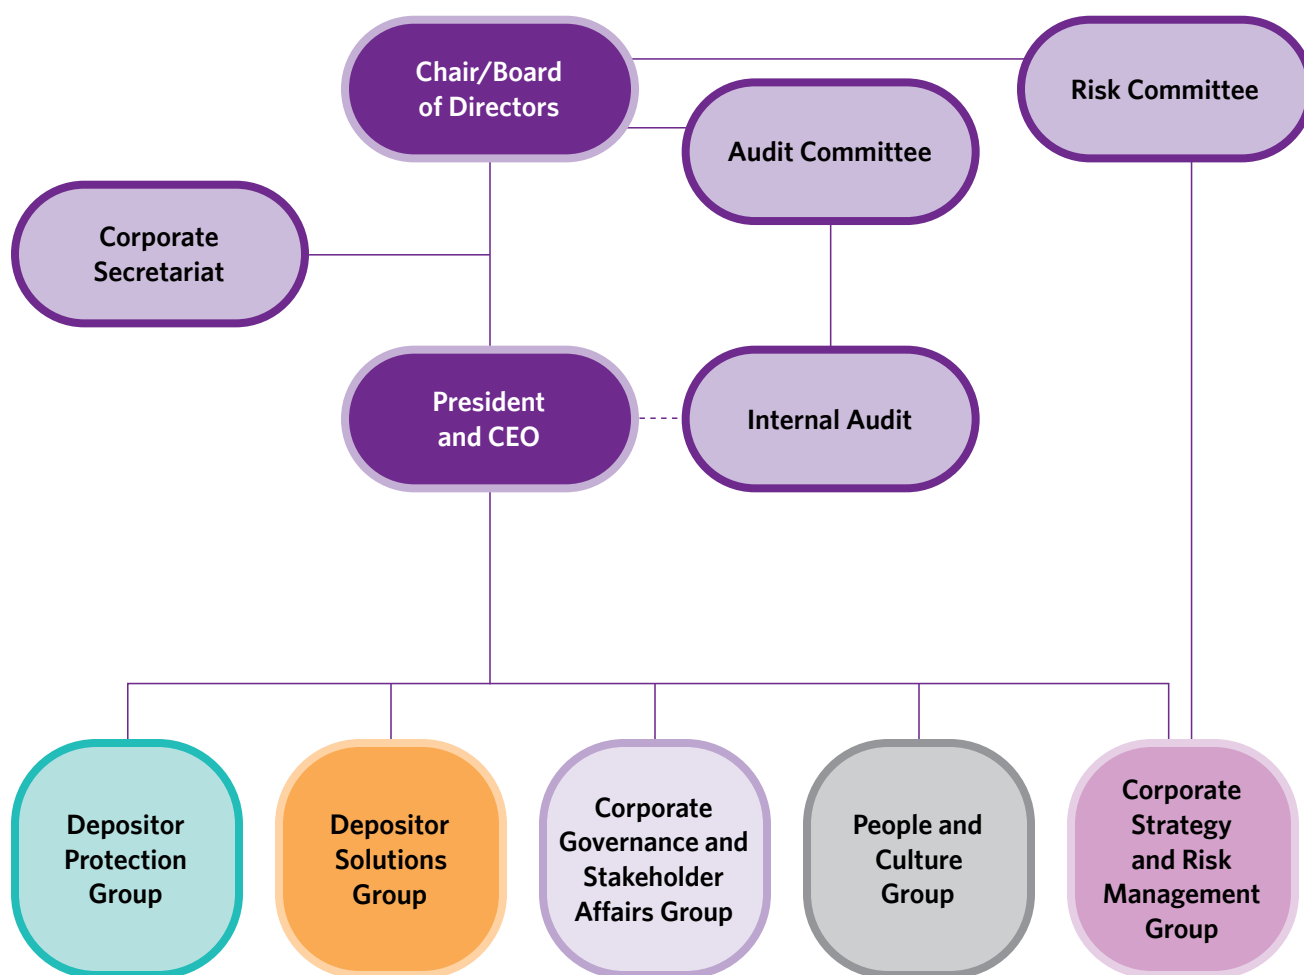 Chair/Board
of Directors
Risk Committee
Audit Committee
Corporate
Secretariat
President
and CEO
Internal Audit
Depositor
Protection
Group
Depositor
Solutions
Group
Corporate
Governance and
Stakeholder
Affairs Group
People and
Culture
Group
Corporate
Strategy
and Risk
Management
Group